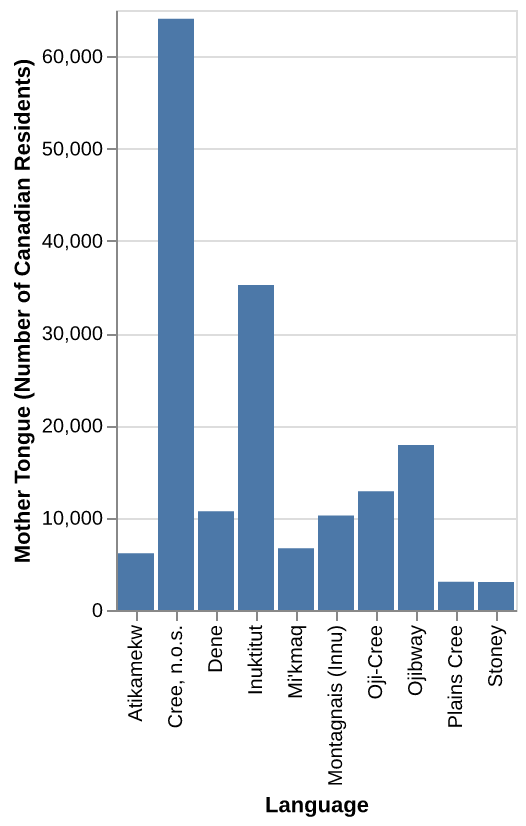 Mother Tongue (Number of Canadian Residents)
60,000
50,000
40,000
30,000
20,000
10,000
0
Atikamekw
Cree, n.o.s.
Dene
Inuktitut
Mi'kmaq
Montagnais (Innu)
Oji-Cree
Ojibway
Plains Cree
Stoney
Language